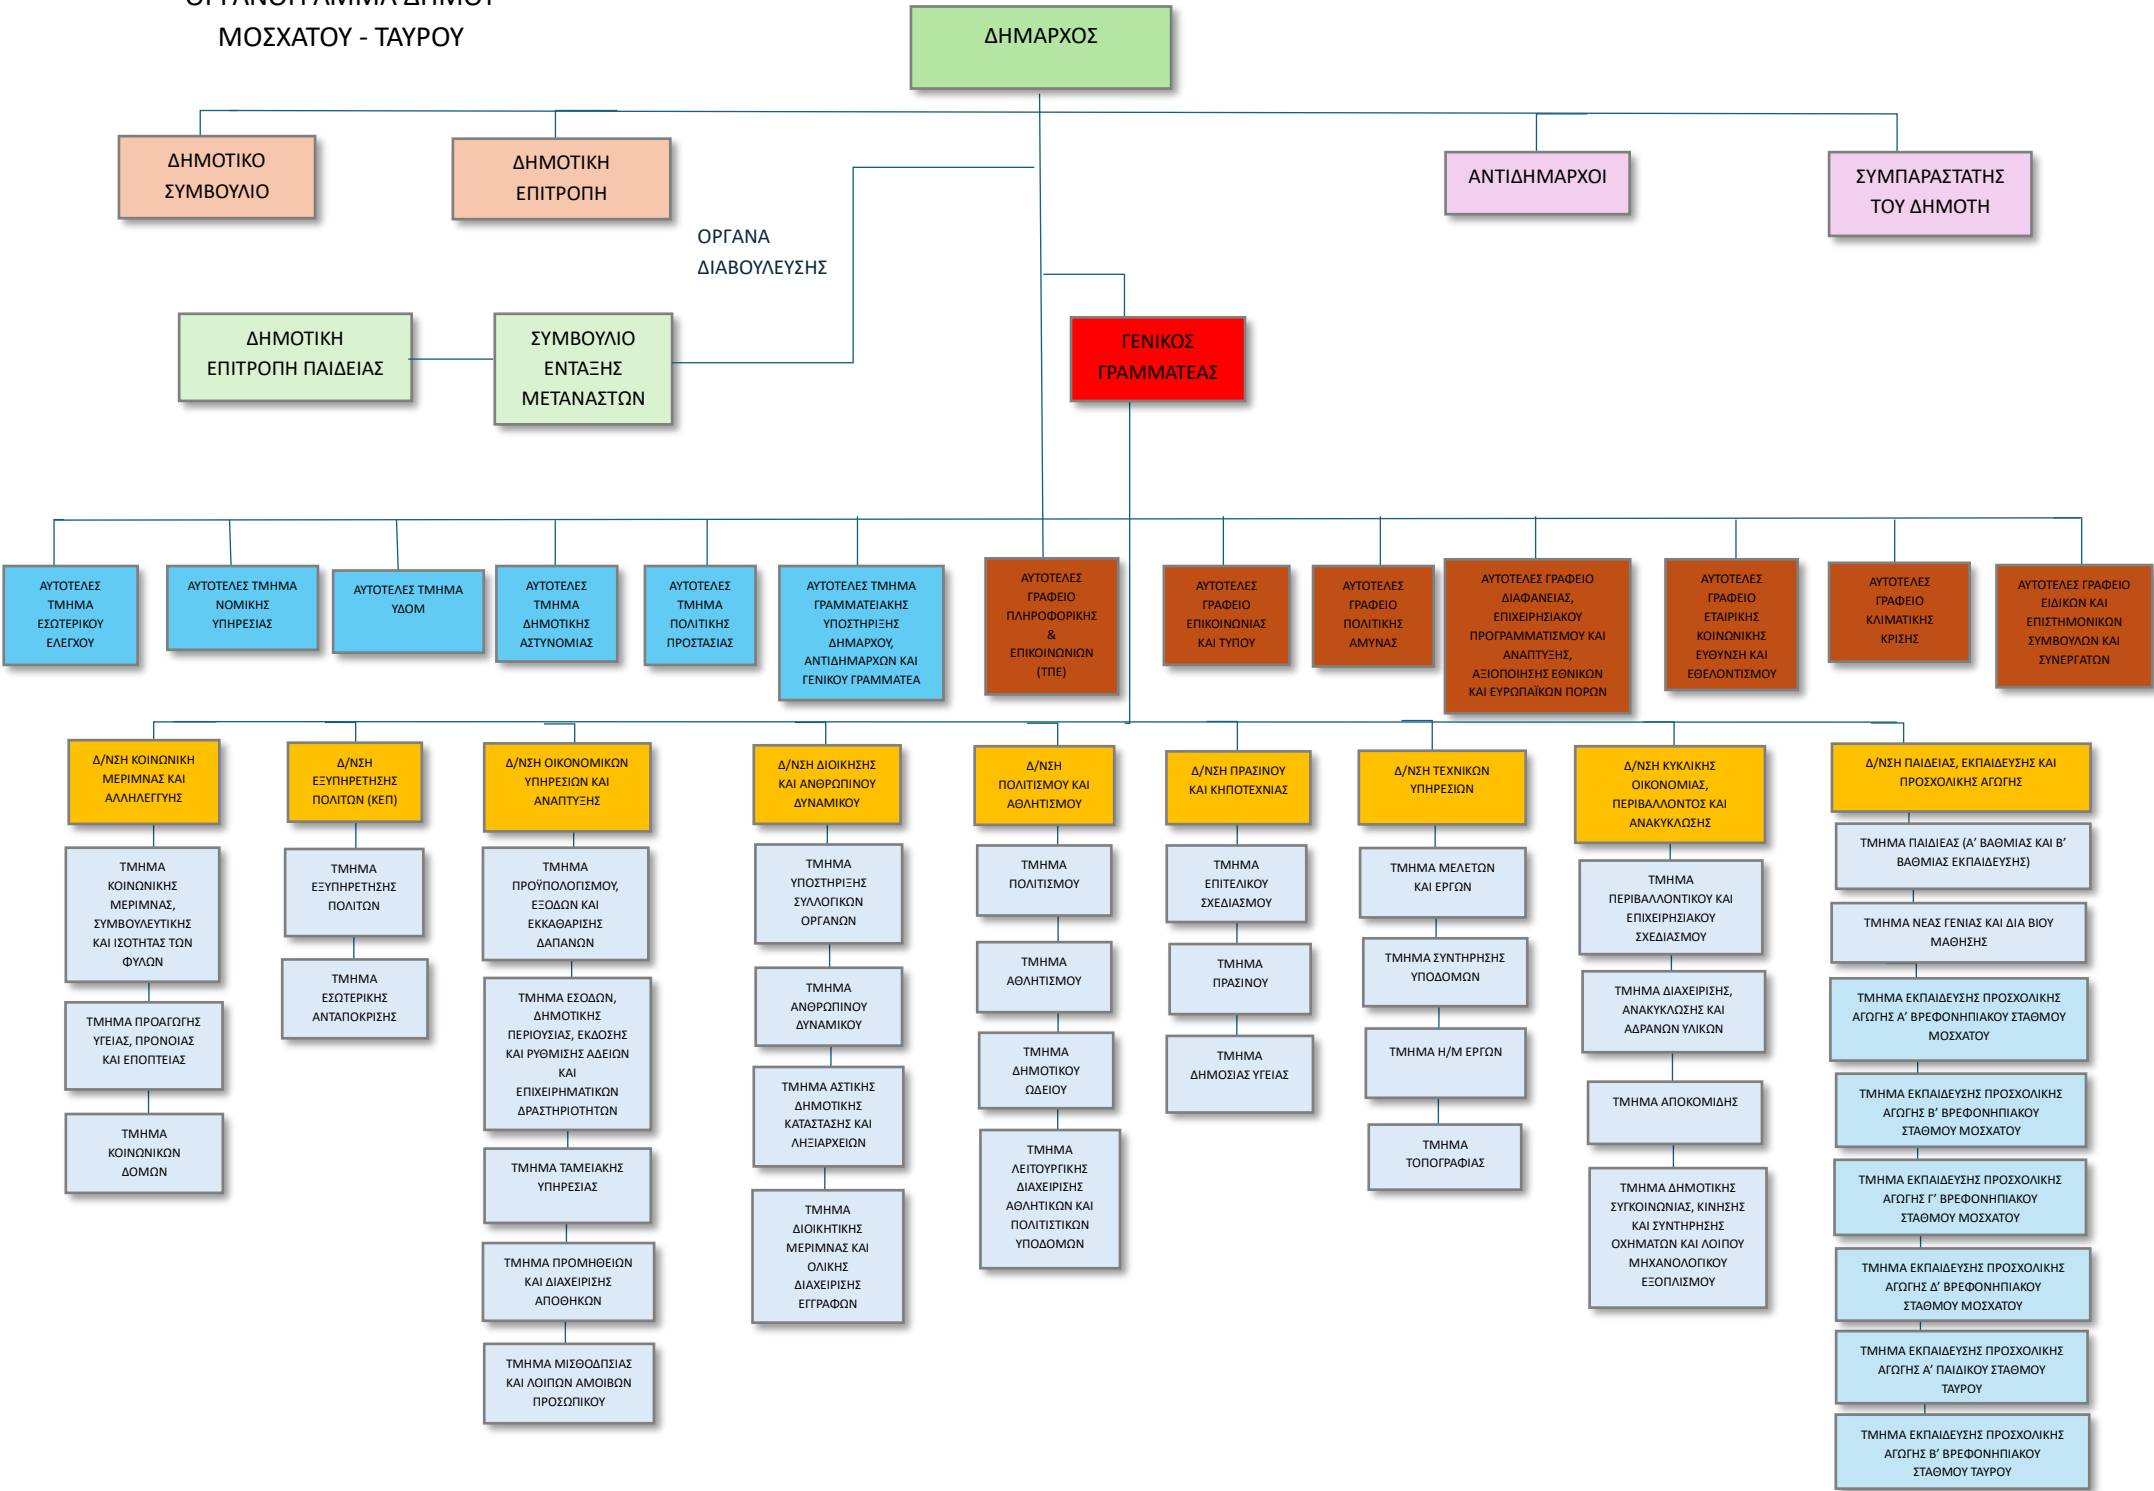 ΟΡΓΑΝΟΓΡΑΜΜΑ ΔΗΜΟΥ
ΜΟΣΧΑΤΟΥ - ΤΑΥΡΟΥ
ΔΗΜΑΡΧΟΣ
ΔΗΜΟΤΙΚΟ
ΣΥΜΒΟΥΛΙΟ
ΔΗΜΟΤΙΚΗ
ΕΠΙΤΡΟΠΗ
ΑΝΤΙΔΗΜΑΡΧΟΙ
ΣΥΜΠΑΡΑΣΤΑΤΗΣ
ΤΟΥ ΔΗΜΟΤΗ
ΟΡΓΑΝΑ
ΔΙΑΒΟΥΛΕΥΣΗΣ
ΔΗΜΟΤΙΚΗ
ΕΠΙΤΡΟΠΗ ΠΑΙΔΕΙΑΣ
ΣΥΜΒΟΥΛΙΟ
ΕΝΤΑΞΗΣ
ΜΕΤΑΝΑΣΤΩΝ
ΓΕΝΙΚΟΣ
ΓΡΑΜΜΑΤΕΑΣ
ΑΥΤΟΤΕΛΕΣ
ΤΜΗΜΑ
ΕΣΩΤΕΡΙΚΟΥ
ΕΛΕΓΧΟΥ
ΑΥΤΟΤΕΛΕΣ ΤΜΗΜΑ
ΝΟΜΙΚΗΣ
ΥΠΗΡΕΣΙΑΣ
ΑΥΤΟΤΕΛΕΣ ΤΜΗΜΑ
ΥΔΟΜ
ΑΥΤΟΤΕΛΕΣ
ΤΜΗΜΑ
ΔΗΜΟΤΙΚΗΣ
ΑΣΤΥΝΟΜΙΑΣ
ΑΥΤΟΤΕΛΕΣ
ΤΜΗΜΑ
ΠΟΛΙΤΙΚΗΣ
ΠΡΟΣΤΑΣΙΑΣ
ΑΥΤΟΤΕΛΕΣ ΤΜΗΜΑ
ΓΡΑΜΜΑΤΕΙΑΚΗΣ
ΥΠΟΣΤΗΡΙΞΗΣ
ΔΗΜΑΡΧΟΥ,
ΑΝΤΙΔΗΜΑΡΧΩΝ ΚΑΙ
ΓΕΝΙΚΟΥ ΓΡΑΜΜΑΤΕΑ
ΑΥΤΟΤΕΛΕΣ
ΓΡΑΦΕΙΟ
ΠΛΗΡΟΦΟΡΙΚΗΣ
&
ΕΠΙΚΟΙΝΩΝΙΩΝ
(ΤΠΕ)
ΑΥΤΟΤΕΛΕΣ
ΓΡΑΦΕΙΟ
ΕΠΙΚΟΙΝΩΝΙΑΣ
ΚΑΙ ΤΥΠΟΥ
ΑΥΤΟΤΕΛΕΣ
ΓΡΑΦΕΙΟ
ΠΟΛΙΤΙΚΗΣ
ΑΜΥΝΑΣ
ΑΥΤΟΤΕΛΕΣ ΓΡΑΦΕΙΟ
ΔΙΑΦΑΝΕΙΑΣ,
ΕΠΙΧΕΙΡΗΣΙΑΚΟΥ
ΠΡΟΓΡΑΜΜΑΤΙΣΜΟΥ ΚΑΙ
ΑΝΑΠΤΥΞΗΣ,
ΑΞΙΟΠΟΙΗΣΗΣ ΕΘΝΙΚΩΝ
ΚΑΙ ΕΥΡΩΠΑΪΚΩΝ ΠΟΡΩΝ
ΑΥΤΟΤΕΛΕΣ
ΓΡΑΦΕΙΟ
ΕΤΑΙΡΙΚΗΣ
ΚΟΙΝΩΝΙΚΗΣ
ΕΥΘΥΝΣΗ ΚΑΙ
ΕΘΕΛΟΝΤΙΣΜΟΥ
ΑΥΤΟΤΕΛΕΣ
ΓΡΑΦΕΙΟ
ΚΛΙΜΑΤΙΚΗΣ
ΚΡΙΣΗΣ
ΑΥΤΟΤΕΛΕΣ ΓΡΑΦΕΙΟ
ΕΙΔΙΚΩΝ ΚΑΙ
ΕΠΙΣΤΗΜΟΝΙΚΩΝ
ΣΥΜΒΟΥΛΩΝ ΚΑΙ
ΣΥΝΕΡΓΑΤΩΝ
Δ/ΝΣΗ ΚΟΙΝΩΝΙΚΗ
ΜΕΡΙΜΝΑΣ ΚΑΙ
ΑΛΛΗΛΕΓΓΥΗΣ
Δ/ΝΣΗ
ΕΞΥΠΗΡΕΤΗΣΗΣ
ΠΟΛΙΤΩΝ (ΚΕΠ)
Δ/ΝΣΗ ΟΙΚΟΝΟΜΙΚΩΝ
ΥΠΗΡΕΣΙΩΝ ΚΑΙ
ΑΝΑΠΤΥΞΗΣ
Δ/ΝΣΗ ΔΙΟΙΚΗΣΗΣ
ΚΑΙ ΑΝΘΡΩΠΙΝΟΥ
ΔΥΝΑΜΙΚΟΥ
Δ/ΝΣΗ
ΠΟΛΙΤΙΣΜΟΥ ΚΑΙ
ΑΘΛΗΤΙΣΜΟΥ
Δ/ΝΣΗ ΠΡΑΣΙΝΟΥ
ΚΑΙ ΚΗΠΟΤΕΧΝΙΑΣ
Δ/ΝΣΗ ΤΕΧΝΙΚΩΝ
ΥΠΗΡΕΣΙΩΝ
Δ/ΝΣΗ ΚΥΚΛΙΚΗΣ
ΟΙΚΟΝΟΜΙΑΣ,
ΠΕΡΙΒΑΛΛΟΝΤΟΣ ΚΑΙ
ΑΝΑΚΥΚΛΩΣΗΣ
Δ/ΝΣΗ ΠΑΙΔΕΙΑΣ, ΕΚΠΑΙΔΕΥΣΗΣ ΚΑΙ
ΠΡΟΣΧΟΛΙΚΗΣ ΑΓΩΓΗΣ
ΤΜΗΜΑ
ΚΟΙΝΩΝΙΚΗΣ
ΜΕΡΙΜΝΑΣ,
ΣΥΜΒΟΥΛΕΥΤΙΚΗΣ
ΚΑΙ ΙΣΟΤΗΤΑΣ ΤΩΝ
ΦΥΛΩΝ
ΤΜΗΜΑ ΠΡΟΑΓΩΓΗΣ
ΥΓΕΙΑΣ, ΠΡΟΝΟΙΑΣ
ΚΑΙ ΕΠΟΠΤΕΙΑΣ
ΤΜΗΜΑ
ΚΟΙΝΩΝΙΚΩΝ
ΔΟΜΩΝ
ΤΜΗΜΑ
ΕΞΥΠΗΡΕΤΗΣΗΣ
ΠΟΛΙΤΩΝ
ΤΜΗΜΑ
ΕΣΩΤΕΡΙΚΗΣ
ΑΝΤΑΠΟΚΡΙΣΗΣ
ΤΜΗΜΑ
ΠΡΟΫΠΟΛΟΓΙΣΜΟΥ,
ΕΞΟΔΩΝ ΚΑΙ
ΕΚΚΑΘΑΡΙΣΗΣ
ΔΑΠΑΝΩΝ
ΤΜΗΜΑ ΕΣΟΔΩΝ,
ΔΗΜΟΤΙΚΗΣ
ΠΕΡΙΟΥΣΙΑΣ, ΕΚΔΟΣΗΣ
ΚΑΙ ΡΥΘΜΙΣΗΣ ΑΔΕΙΩΝ
ΚΑΙ
ΕΠΙΧΕΙΡΗΜΑΤΙΚΩΝ
ΔΡΑΣΤΗΡΙΟΤΗΤΩΝ
ΤΜΗΜΑ ΤΑΜΕΙΑΚΗΣ
ΥΠΗΡΕΣΙΑΣ
ΤΜΗΜΑ ΠΡΟΜΗΘΕΙΩΝ
ΚΑΙ ΔΙΑΧΕΙΡΙΣΗΣ
ΑΠΟΘΗΚΩΝ
ΤΜΗΜΑ ΜΙΣΘΟΔΠΣΙΑΣ
ΚΑΙ ΛΟΙΠΩΝ ΑΜΟΙΒΩΝ
ΠΡΟΣΩΠΙΚΟΥ
ΤΜΗΜΑ
ΥΠΟΣΤΗΡΙΞΗΣ
ΣΥΛΛΟΓΙΚΩΝ
ΟΡΓΑΝΩΝ
ΤΜΗΜΑ
ΑΝΘΡΩΠΙΝΟΥ
ΔΥΝΑΜΙΚΟΥ
ΤΜΗΜΑ ΑΣΤΙΚΗΣ
ΔΗΜΟΤΙΚΗΣ
ΚΑΤΑΣΤΑΣΗΣ ΚΑΙ
ΛΗΞΙΑΡΧΕΙΩΝ
ΤΜΗΜΑ
ΔΙΟΙΚΗΤΙΚΗΣ
ΜΕΡΙΜΝΑΣ ΚΑΙ
ΟΛΙΚΗΣ
ΔΙΑΧΕΙΡΙΣΗΣ
ΕΓΓΡΑΦΩΝ
ΤΜΗΜΑ
ΠΟΛΙΤΙΣΜΟΥ
ΤΜΗΜΑ
ΑΘΛΗΤΙΣΜΟΥ
ΤΜΗΜΑ
ΔΗΜΟΤΙΚΟΥ
ΩΔΕΙΟΥ
ΤΜΗΜΑ
ΛΕΙΤΟΥΡΓΙΚΗΣ
ΔΙΑΧΕΙΡΙΣΗΣ
ΑΘΛΗΤΙΚΩΝ ΚΑΙ
ΠΟΛΙΤΙΣΤΙΚΩΝ
ΥΠΟΔΟΜΩΝ
ΤΜΗΜΑ
ΕΠΙΤΕΛΙΚΟΥ
ΣΧΕΔΙΑΣΜΟΥ
ΤΜΗΜΑ
ΠΡΑΣΙΝΟΥ
ΤΜΗΜΑ
ΔΗΜΟΣΙΑΣ ΥΓΕΙΑΣ
ΤΜΗΜΑ ΜΕΛΕΤΩΝ
ΚΑΙ ΕΡΓΩΝ
ΤΜΗΜΑ ΣΥΝΤΗΡΗΣΗΣ
ΥΠΟΔΟΜΩΝ
ΤΜΗΜΑ Η/Μ ΕΡΓΩΝ
ΤΜΗΜΑ
ΤΟΠΟΓΡΑΦΙΑΣ
ΤΜΗΜΑ
ΠΕΡΙΒΑΛΛΟΝΤΙΚΟΥ ΚΑΙ
ΕΠΙΧΕΙΡΗΣΙΑΚΟΥ
ΣΧΕΔΙΑΣΜΟΥ
ΤΜΗΜΑ ΔΙΑΧΕΙΡΙΣΗΣ,
ΑΝΑΚΥΚΛΩΣΗΣ ΚΑΙ
ΑΔΡΑΝΩΝ ΥΛΙΚΩΝ
ΤΜΗΜΑ ΑΠΟΚΟΜΙΔΗΣ
ΤΜΗΜΑ ΔΗΜΟΤΙΚΗΣ
ΣΥΓΚΟΙΝΩΝΙΑΣ, ΚΙΝΗΣΗΣ
ΚΑΙ ΣΥΝΤΗΡΗΣΗΣ
ΟΧΗΜΑΤΩΝ ΚΑΙ ΛΟΙΠΟΥ
ΜΗΧΑΝΟΛΟΓΙΚΟΥ
ΕΞΟΠΛΙΣΜΟΥ
ΤΜΗΜΑ ΠΑΙΔΙΕΑΣ (Α’ ΒΑΘΜΙΑΣ ΚΑΙ Β’
ΒΑΘΜΙΑΣ ΕΚΠΑΙΔΕΥΣΗΣ)
ΤΜΗΜΑ ΝΕΑΣ ΓΕΝΙΑΣ ΚΑΙ ΔΙΑ ΒΙΟΥ
ΜΑΘΗΣΗΣ
ΤΜΗΜΑ ΕΚΠΑΙΔΕΥΣΗΣ ΠΡΟΣΧΟΛΙΚΗΣ
ΑΓΩΓΗΣ Α’ ΒΡΕΦΟΝΗΠΙΑΚΟΥ ΣΤΑΘΜΟΥ
ΜΟΣΧΑΤΟΥ
ΤΜΗΜΑ ΕΚΠΑΙΔΕΥΣΗΣ ΠΡΟΣΧΟΛΙΚΗΣ
ΑΓΩΓΗΣ Β’ ΒΡΕΦΟΝΗΠΙΑΚΟΥ
ΣΤΑΘΜΟΥ ΜΟΣΧΑΤΟΥ
ΤΜΗΜΑ ΕΚΠΑΙΔΕΥΣΗΣ ΠΡΟΣΧΟΛΙΚΗΣ
ΑΓΩΓΗΣ Γ’ ΒΡΕΦΟΝΗΠΙΑΚΟΥ
ΣΤΑΘΜΟΥ ΜΟΣΧΑΤΟΥ
ΤΜΗΜΑ ΕΚΠΑΙΔΕΥΣΗΣ ΠΡΟΣΧΟΛΙΚΗΣ
ΑΓΩΓΗΣ Δ’ ΒΡΕΦΟΝΗΠΙΑΚΟΥ
ΣΤΑΘΜΟΥ ΜΟΣΧΑΤΟΥ
ΤΜΗΜΑ ΕΚΠΑΙΔΕΥΣΗΣ ΠΡΟΣΧΟΛΙΚΗΣ
ΑΓΩΓΗΣ Α’ ΠΑΙΔΙΚΟΥ ΣΤΑΘΜΟΥ
ΤΑΥΡΟΥ
ΤΜΗΜΑ ΕΚΠΑΙΔΕΥΣΗΣ ΠΡΟΣΧΟΛΙΚΗΣ
ΑΓΩΓΗΣ Β’ ΒΡΕΦΟΝΗΠΙΑΚΟΥ
ΣΤΑΘΜΟΥ ΤΑΥΡΟΥ